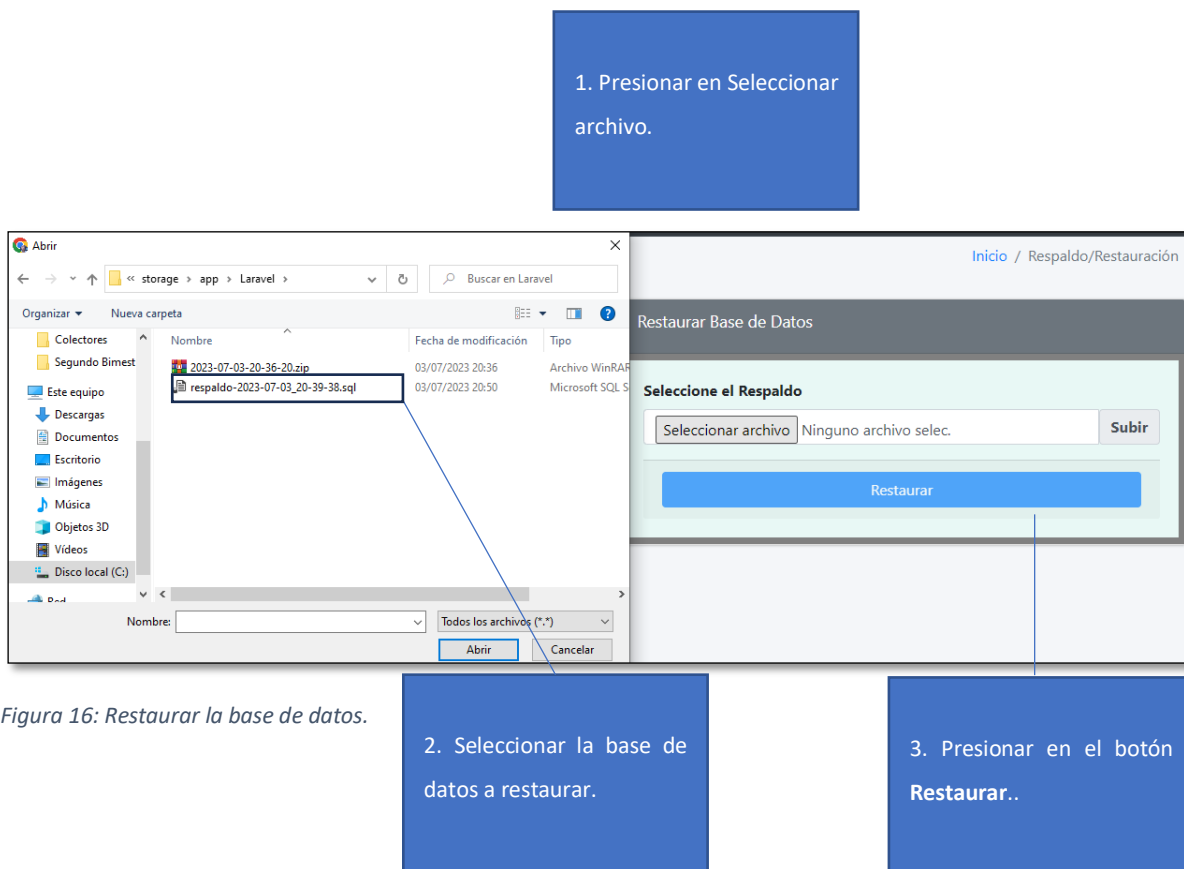 1. Presionar en Seleccionar
archivo.
Abrir
« storage › app › Laravel ›
Buscar en Laravel
Organizar
Nueva carpeta
Colectores
Segundo Bimest
Este equipo
Descargas
Documentos
Escritorio
Imágenes
Música
Objetos 3D
Vídeos
Disco local (C:)
Red
Nombre
Fecha de modificación
Tipo
2023-07-03-20-36-20.zip
03/07/2023 20:36
Archivo WinRAR
respaldo-2023-07-03_20-39-38.sql
03/07/2023 20:50
Microsoft SQL S
Nombre:
Todos los archivos (*.*)
Abrir
Cancelar
Inicio / Respaldo/Restauración
Restaurar Base de Datos
Seleccione el Respaldo
Seleccionar archivo Ninguno archivo selec.
Subir
Restaurar
Figura 16: Restaurar la base de datos.
2. Seleccionar la base de
datos a restaurar.
3. Presionar en el botón
Restaurar..